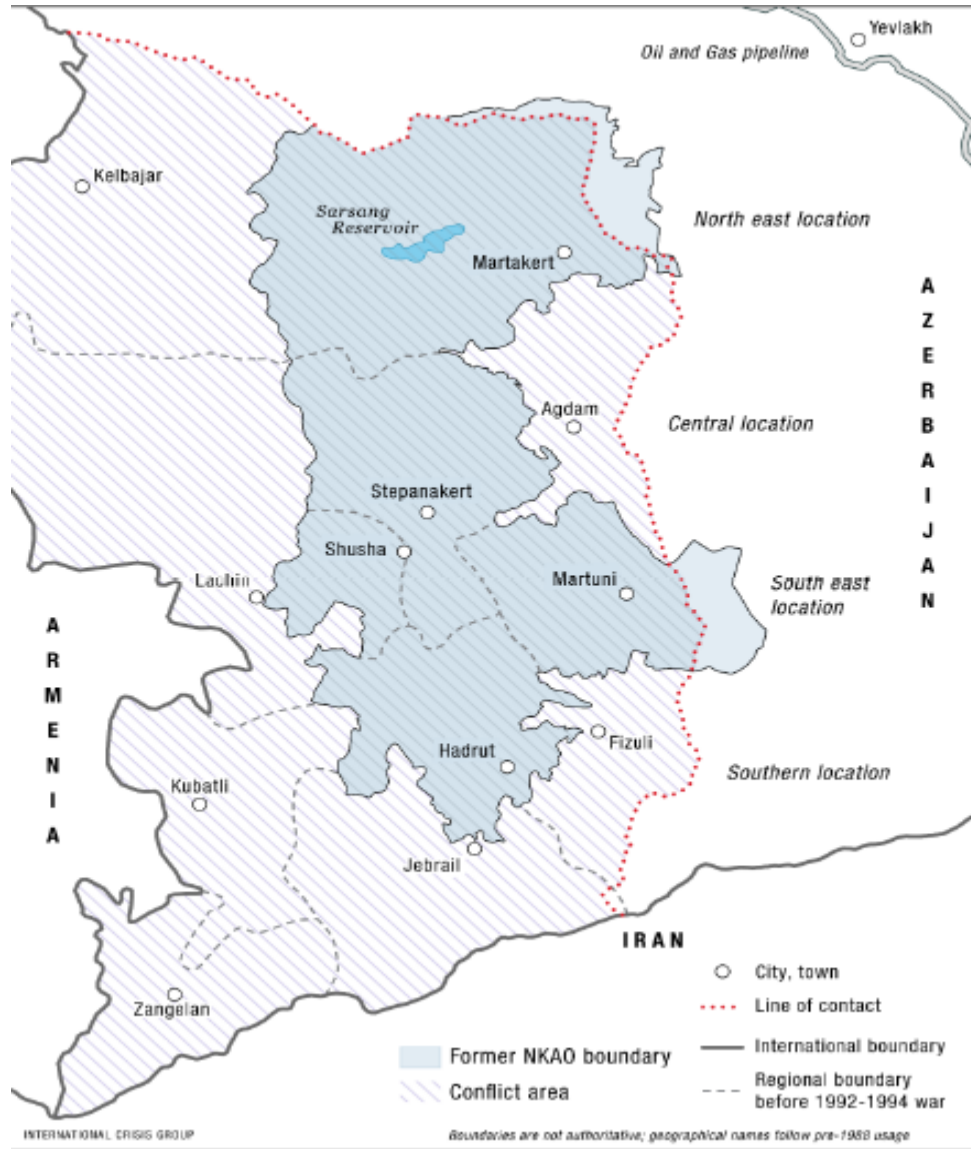 Yevlakh
Oil and Gas pipeline
Kelbajar
Sarsang
Reservoir
North east location
Martakert
AZERBAIJAN
Agdam
Central location
Stepanakert
Shusha
Lachin
Martuni
South east
location
ARMENIA
Fizuli
Hadrut
Southern location
Kubatli
Jebrail
IRAN
Zangelan
City, town
Line of contact
International boundary
Regional boundary
before 1992-1994 war
Former NKAO boundary
Conflict area
INTERNATIONAL CRISIS GROUP
Boundaries are not authoritative; geographical names follow pre-1988 usage